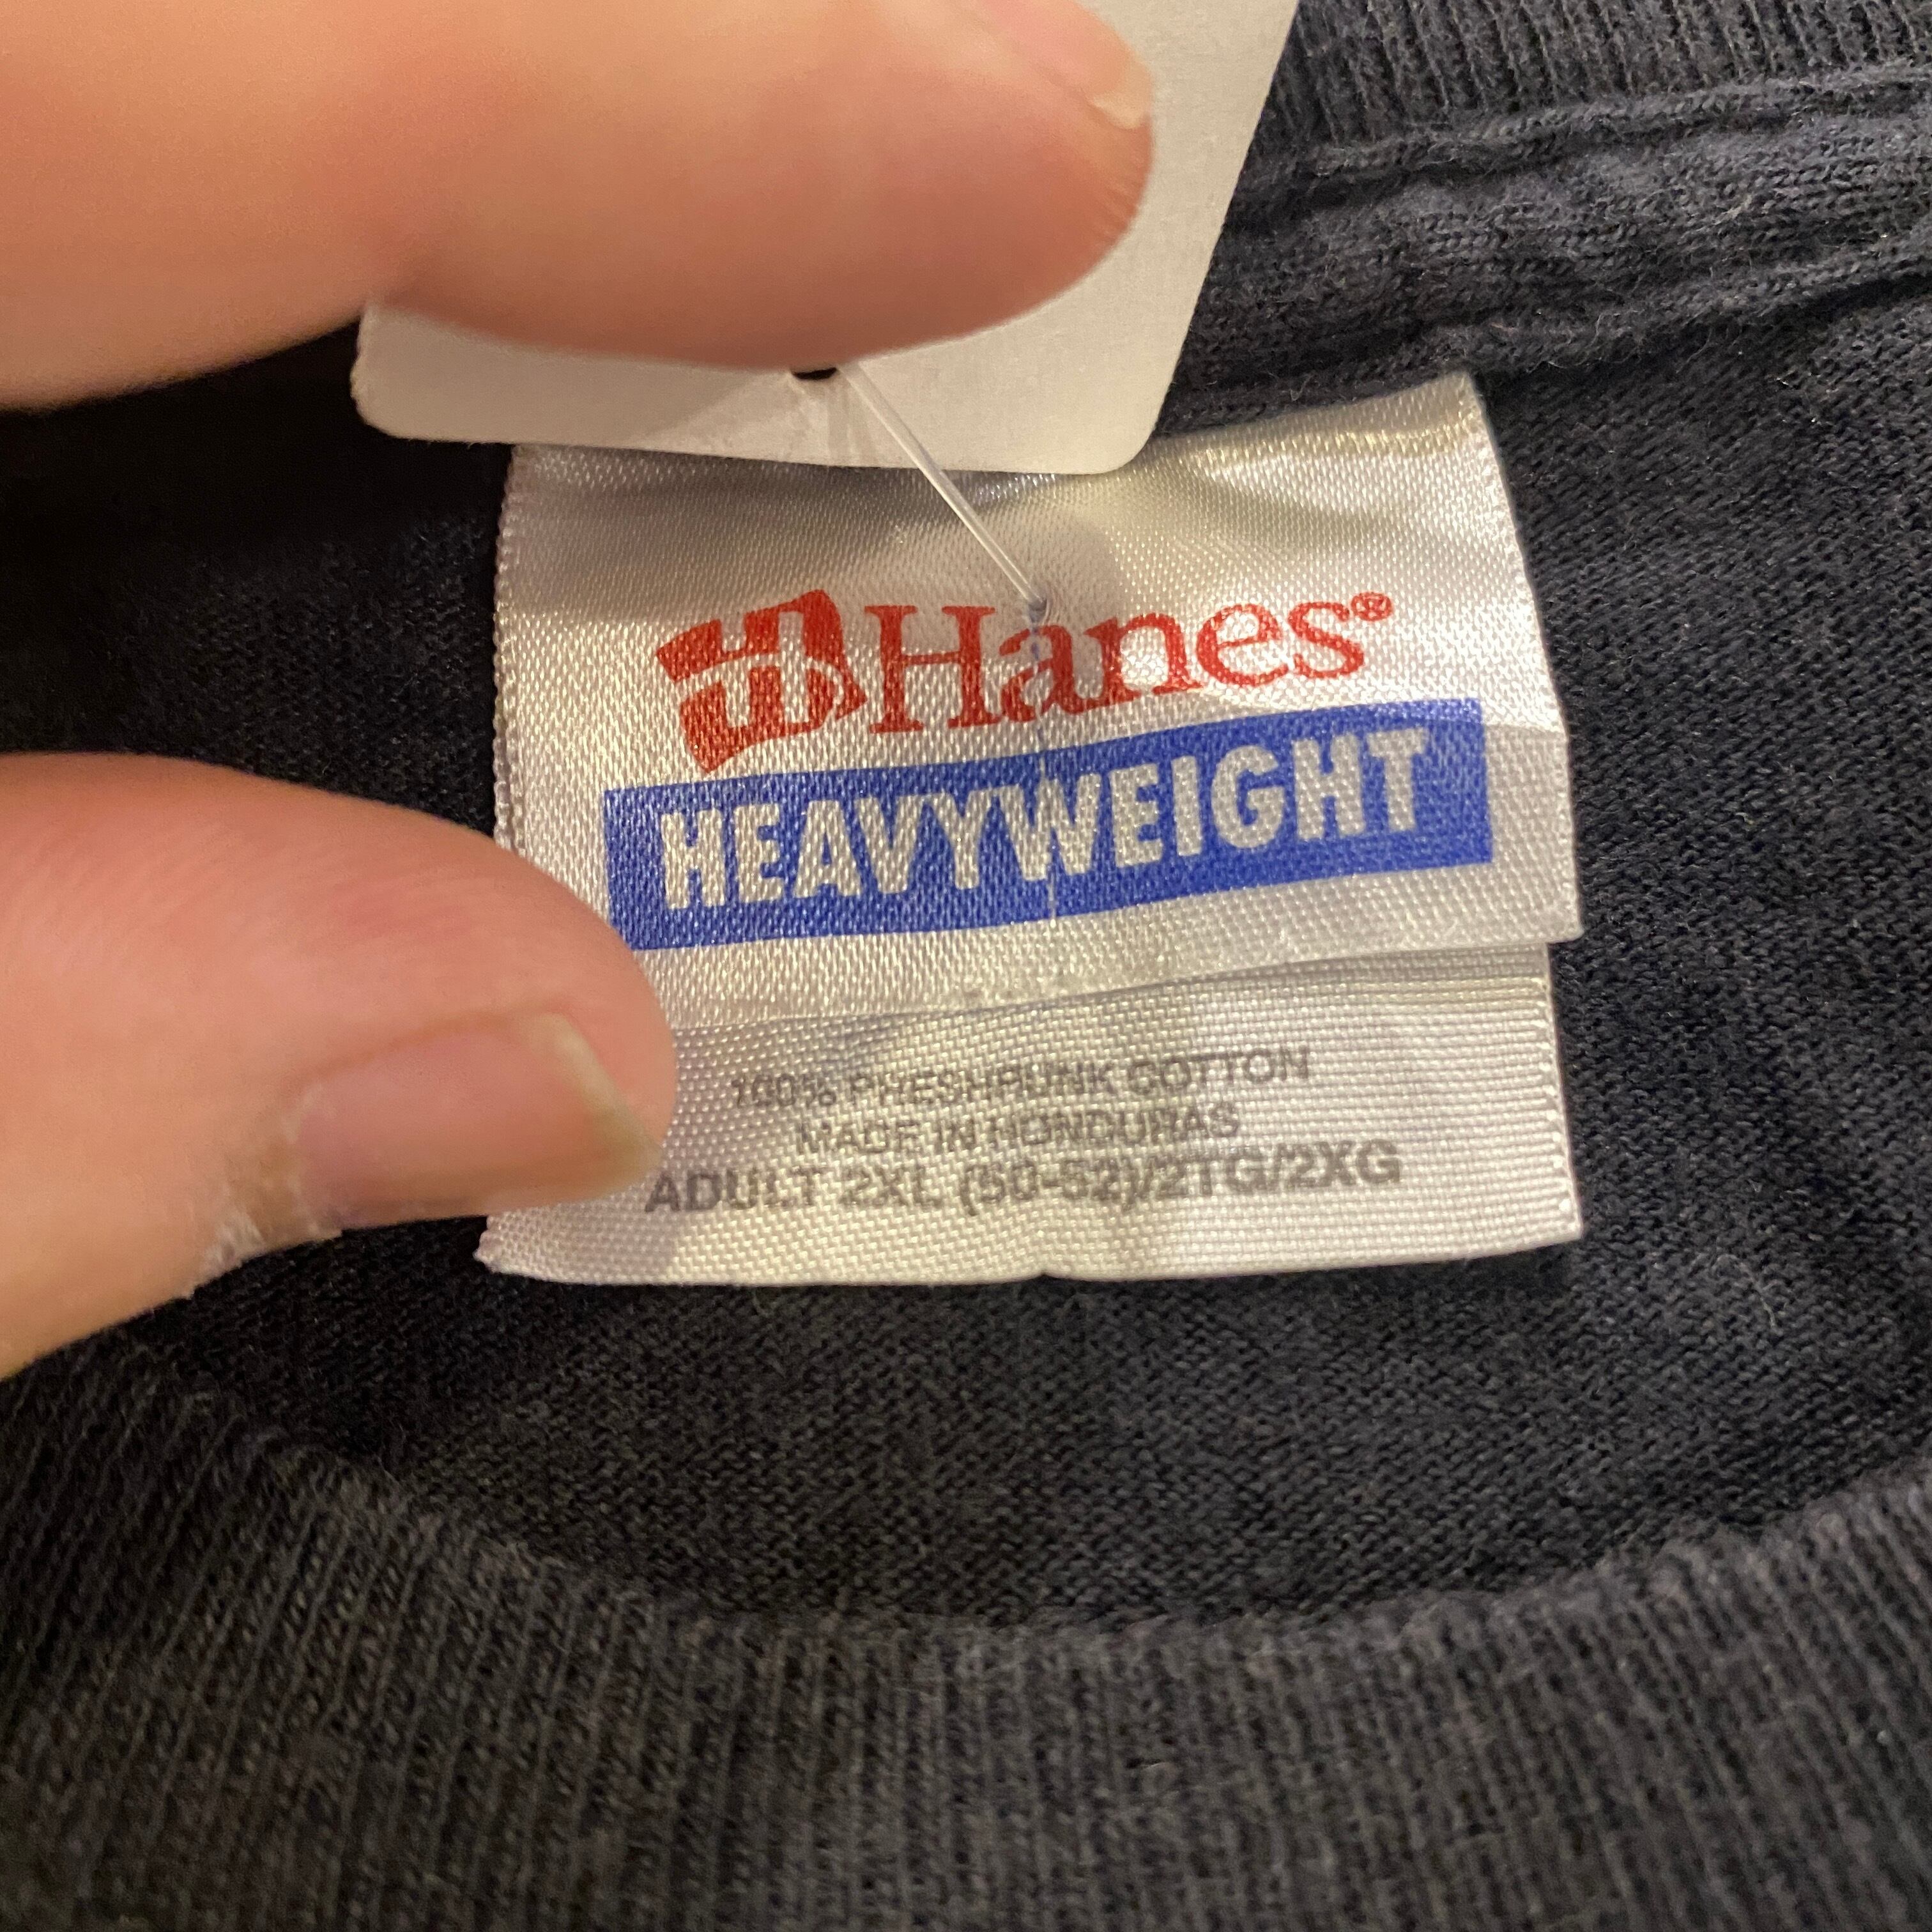 Hanes®
HEAVYWEIGHT
100% PRESHRUNK COTTON
MADE IN HONDURAS
ADULT 2XL (50-52)/2TG/2XG